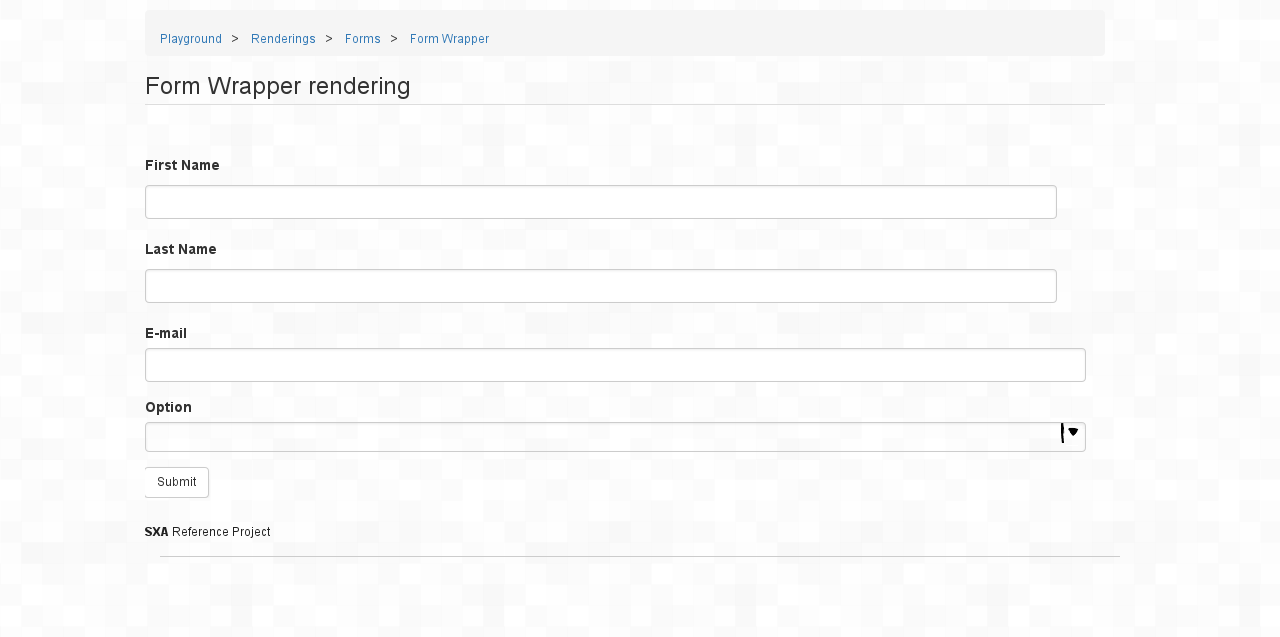 Playground > Renderings > Forms > Form Wrapper
Form Wrapper rendering
First Name
Last Name
E-mail
Option
Submit
SXA Reference Project